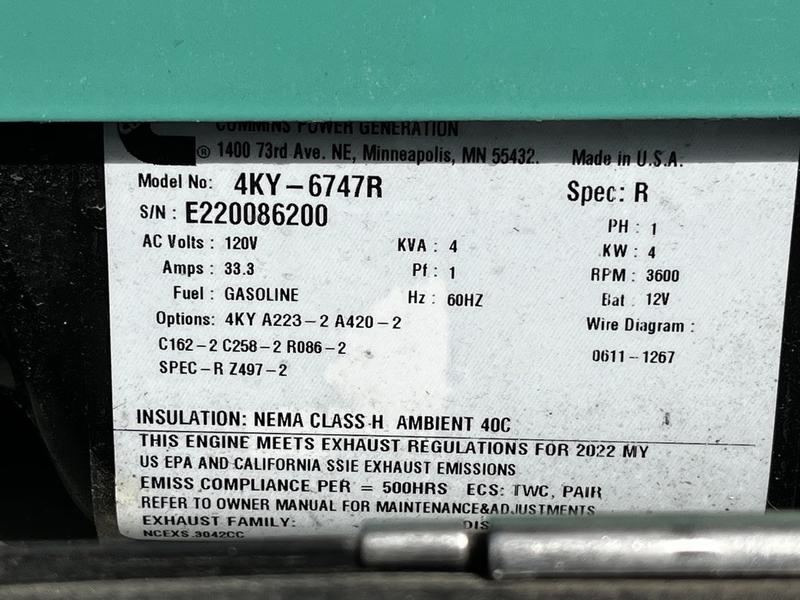 CUMMINS POWER GENERATION
® 1400 73rd Ave. NE, Minneapolis, MN 55432. Made in U.S.A.
Model No: 4KY-6747R Spec: R
S/N : E220086200 PH : 1
AC Volts : 120V KVA : 4 KW : 4
Amps : 33.3 Pf : 1 RPM : 3600
Fuel : GASOLINE Hz : 60HZ Bat : 12V
Options: 4KY A223-2 A420-2 Wire Diagram :
C162-2 C258-2 R086-2 0611-1267
SPEC-R Z497-2
INSULATION: NEMA CLASS H AMBIENT 40C
THIS ENGINE MEETS EXHAUST REGULATIONS FOR 2022 MY
US EPA AND CALIFORNIA SSIE EXHAUST EMISSIONS
EMISS COMPLIANCE PER = 500HRS ECS: TWC, PAIR
REFER TO OWNER MANUAL FOR MAINTENANCE&ADJUSTMENTS
EXHAUST FAMILY: DIS
NCEXS.3042CC